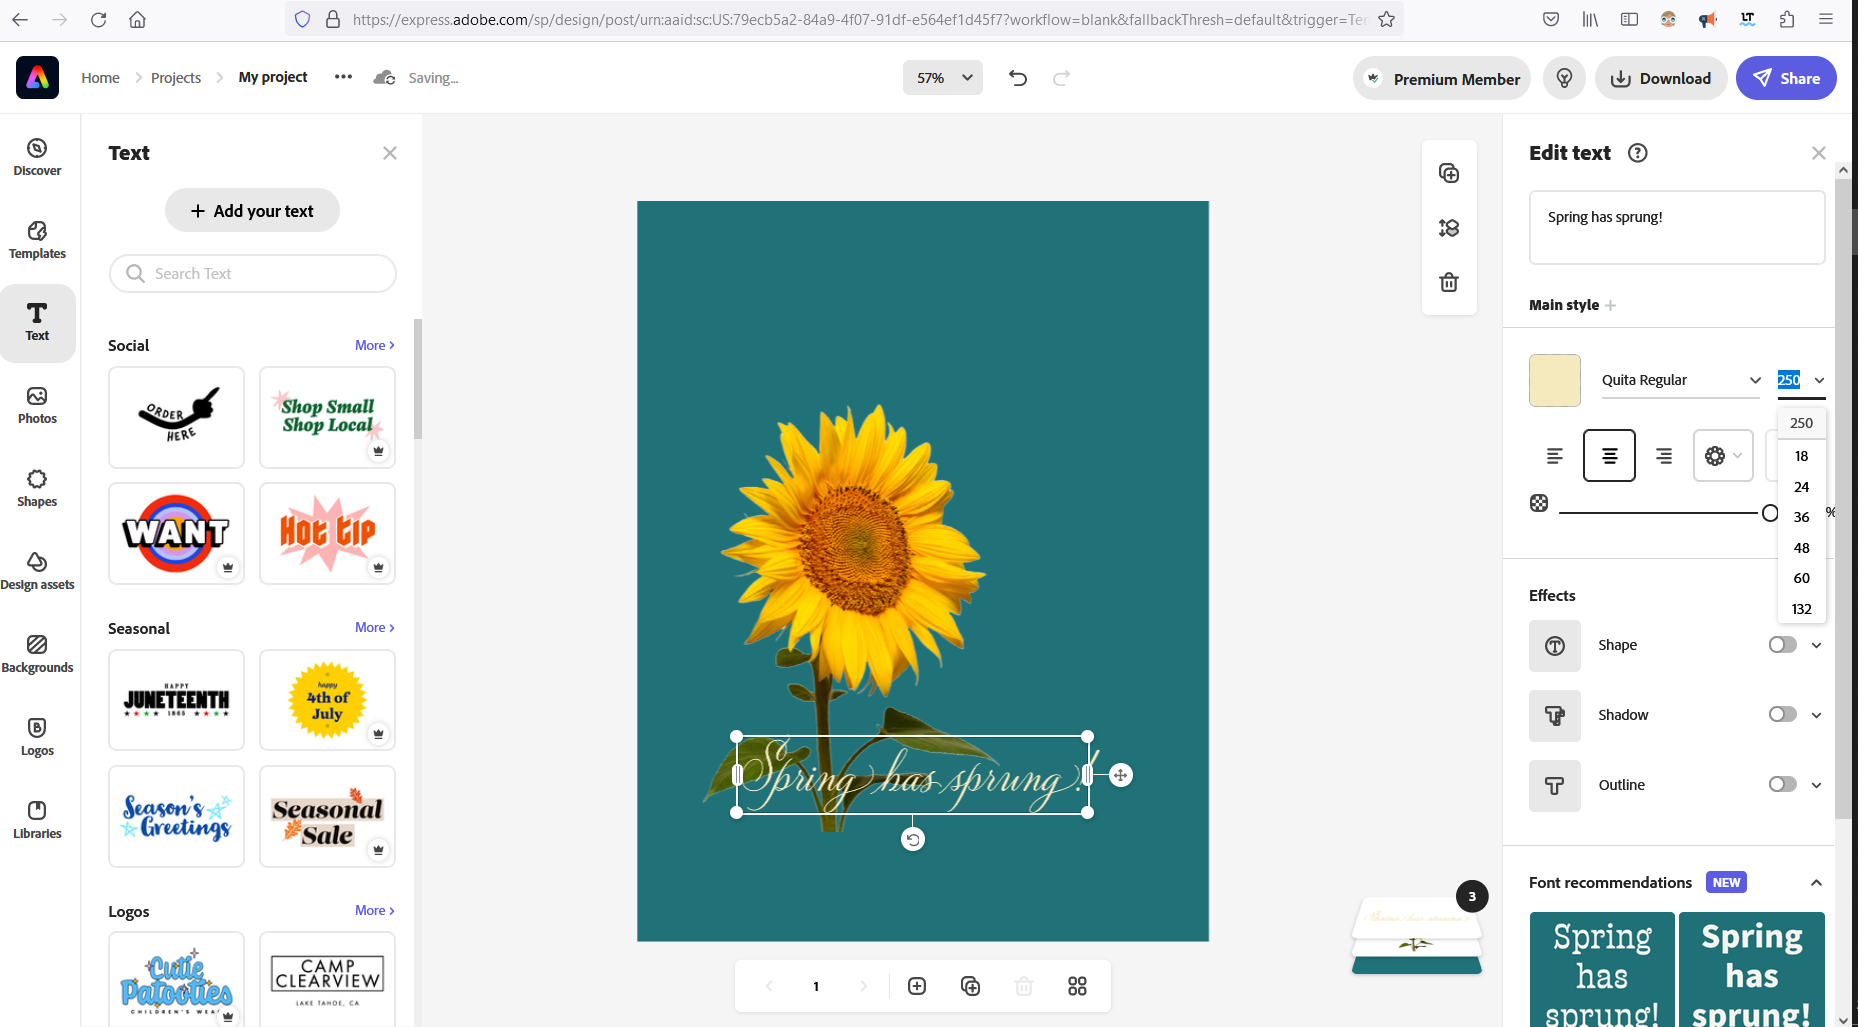 https://express.adobe.com/sp/design/post/urn:aaid:sc:US:79ecb5a2-84a9-4f07-91df-e564ef1d45f7?workflow=blank&fallbackThresh=default&trigger=Ter
Home
Projects
My project
Saving...
57%
Premium Member
Download
Share
Discover
Templates
Text
Photos
Shapes
Design assets
Backgrounds
Logos
Libraries
Text
+ Add your text
Search Text
Social
More >
ORDER
HERE
Shop Small
Shop Local
WANT
HOT TIP
Seasonal
More >
HAPPY
JUNETEENTH
1865
happy
4th of
July
Season's
Greetings
Seasonal
Sale
Logos
More >
Cutie
Patooties
CHILDREN'S WEA
CAMP
CLEARVIEW
LAKE TAHOE, CA
Spring has sprung!
1
3
Spring has sprung!
Edit text
Spring has sprung!
Main style +
Quita Regular
250
250
18
24
36
48
60
132
%
Effects
Shape
Shadow
Outline
Font recommendations
NEW
Spring
has
sprung!
Spring
has
sprung!